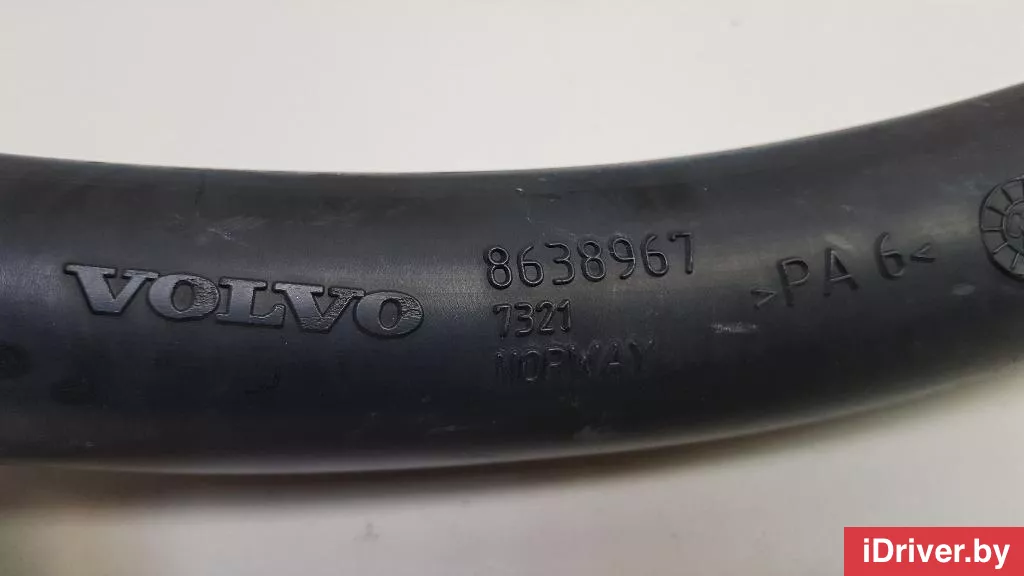 VOLVO
8638967
7321
NORWAY
>PA 6<
iDriver.by